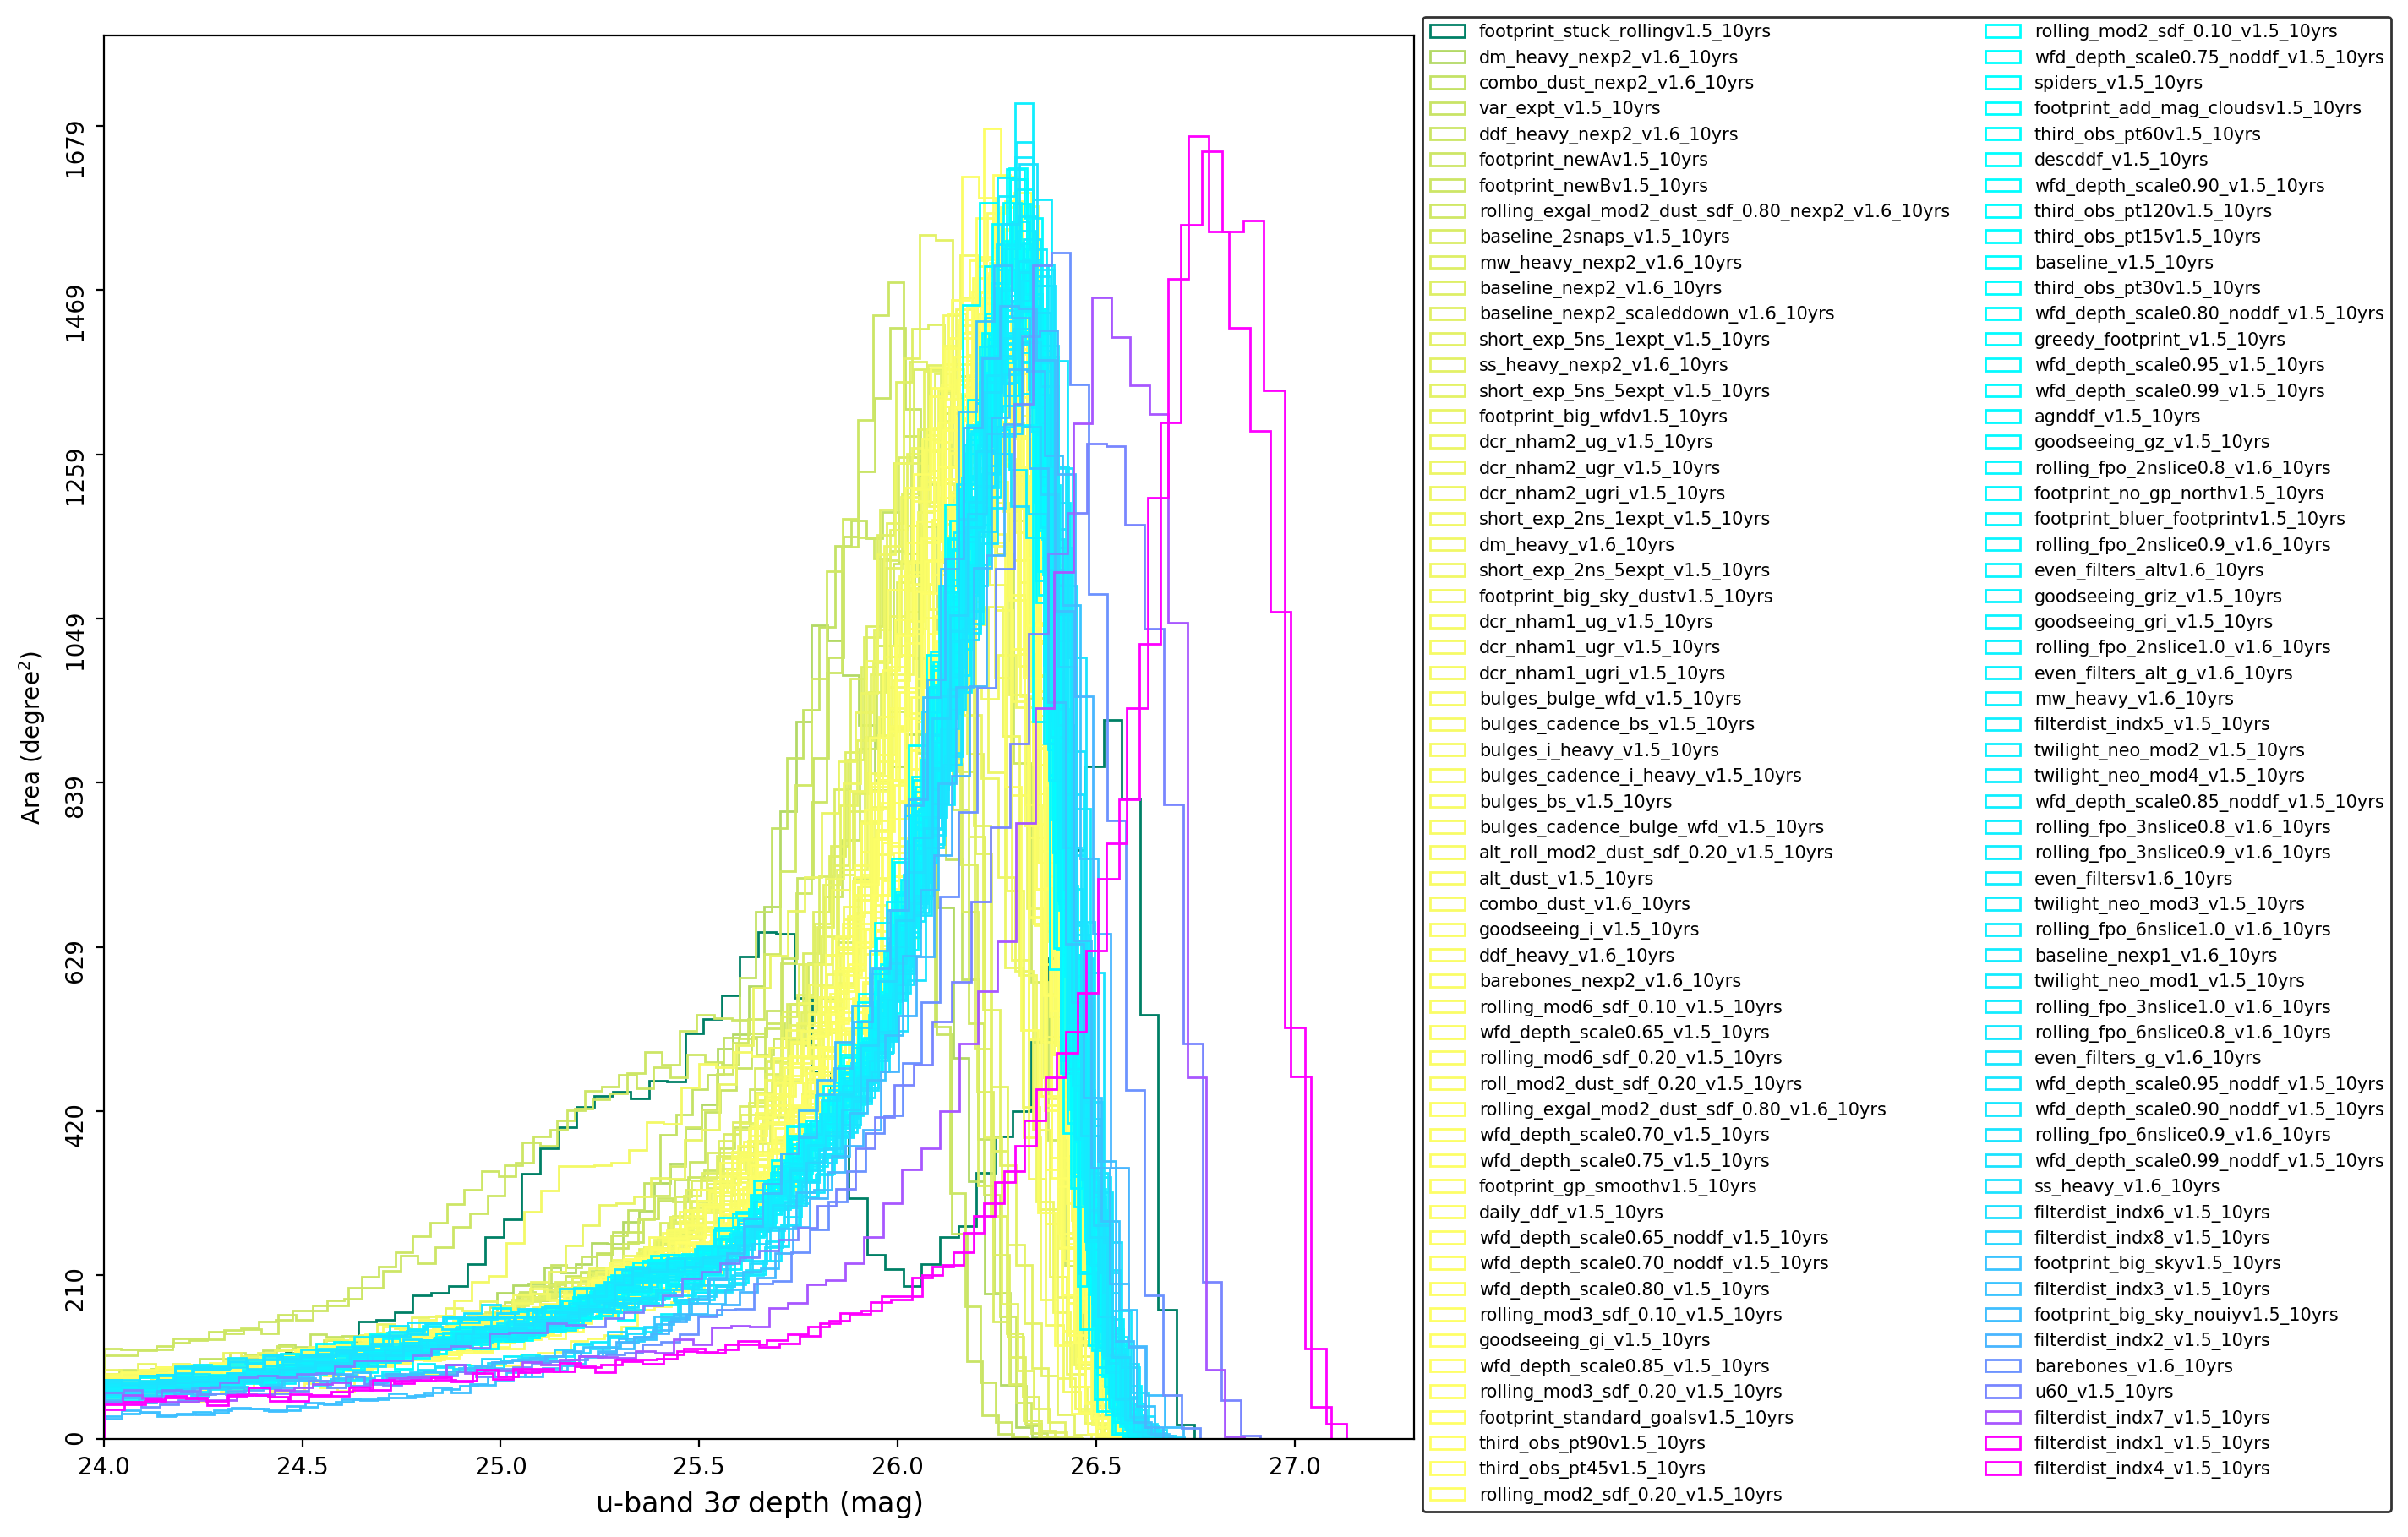 1679
1469
1259
1049
839
629
420
210
0
Area (degree²)
24.0 24.5 25.0 25.5 26.0 26.5 27.0
u-band 3σ depth (mag)
footprint_stuck_rollingv1.5_10yrs
dm_heavy_nexp2_v1.6_10yrs
combo_dust_nexp2_v1.6_10yrs
var_expt_v1.5_10yrs
ddf_heavy_nexp2_v1.6_10yrs
footprint_newAv1.5_10yrs
footprint_newBv1.5_10yrs
rolling_exgal_mod2_dust_sdf_0.80_nexp2_v1.6_10yrs
baseline_2snaps_v1.5_10yrs
mw_heavy_nexp2_v1.6_10yrs
baseline_nexp2_v1.6_10yrs
baseline_nexp2_scaleddown_v1.6_10yrs
short_exp_5ns_1expt_v1.5_10yrs
ss_heavy_nexp2_v1.6_10yrs
short_exp_5ns_5expt_v1.5_10yrs
footprint_big_wfdv1.5_10yrs
dcr_nham2_ug_v1.5_10yrs
dcr_nham2_ugr_v1.5_10yrs
dcr_nham2_ugri_v1.5_10yrs
short_exp_2ns_1expt_v1.5_10yrs
dm_heavy_v1.6_10yrs
short_exp_2ns_5expt_v1.5_10yrs
footprint_big_sky_dustv1.5_10yrs
dcr_nham1_ug_v1.5_10yrs
dcr_nham1_ugr_v1.5_10yrs
dcr_nham1_ugri_v1.5_10yrs
bulges_bulge_wfd_v1.5_10yrs
bulges_cadence_bs_v1.5_10yrs
bulges_i_heavy_v1.5_10yrs
bulges_cadence_i_heavy_v1.5_10yrs
bulges_bs_v1.5_10yrs
bulges_cadence_bulge_wfd_v1.5_10yrs
alt_roll_mod2_dust_sdf_0.20_v1.5_10yrs
alt_dust_v1.5_10yrs
combo_dust_v1.6_10yrs
goodseeing_i_v1.5_10yrs
ddf_heavy_v1.6_10yrs
barebones_nexp2_v1.6_10yrs
rolling_mod6_sdf_0.10_v1.5_10yrs
wfd_depth_scale0.65_v1.5_10yrs
rolling_mod6_sdf_0.20_v1.5_10yrs
roll_mod2_dust_sdf_0.20_v1.5_10yrs
rolling_exgal_mod2_dust_sdf_0.80_v1.6_10yrs
wfd_depth_scale0.70_v1.5_10yrs
wfd_depth_scale0.75_v1.5_10yrs
footprint_gp_smoothv1.5_10yrs
daily_ddf_v1.5_10yrs
wfd_depth_scale0.65_noddf_v1.5_10yrs
wfd_depth_scale0.70_noddf_v1.5_10yrs
wfd_depth_scale0.80_v1.5_10yrs
rolling_mod3_sdf_0.10_v1.5_10yrs
goodseeing_gi_v1.5_10yrs
wfd_depth_scale0.85_v1.5_10yrs
rolling_mod3_sdf_0.20_v1.5_10yrs
footprint_standard_goalsv1.5_10yrs
third_obs_pt90v1.5_10yrs
third_obs_pt45v1.5_10yrs
rolling_mod2_sdf_0.20_v1.5_10yrs
rolling_mod2_sdf_0.10_v1.5_10yrs
wfd_depth_scale0.75_noddf_v1.5_10yrs
spiders_v1.5_10yrs
footprint_add_mag_cloudsv1.5_10yrs
third_obs_pt60v1.5_10yrs
descddf_v1.5_10yrs
wfd_depth_scale0.90_v1.5_10yrs
third_obs_pt120v1.5_10yrs
third_obs_pt15v1.5_10yrs
baseline_v1.5_10yrs
third_obs_pt30v1.5_10yrs
wfd_depth_scale0.80_noddf_v1.5_10yrs
greedy_footprint_v1.5_10yrs
wfd_depth_scale0.95_v1.5_10yrs
wfd_depth_scale0.99_v1.5_10yrs
agnddf_v1.5_10yrs
goodseeing_gz_v1.5_10yrs
rolling_fpo_2nslice0.8_v1.6_10yrs
footprint_no_gp_northv1.5_10yrs
footprint_bluer_footprintv1.5_10yrs
rolling_fpo_2nslice0.9_v1.6_10yrs
even_filters_altv1.6_10yrs
goodseeing_griz_v1.5_10yrs
goodseeing_gri_v1.5_10yrs
rolling_fpo_2nslice1.0_v1.6_10yrs
even_filters_alt_g_v1.6_10yrs
mw_heavy_v1.6_10yrs
filterdist_indx5_v1.5_10yrs
twilight_neo_mod2_v1.5_10yrs
twilight_neo_mod4_v1.5_10yrs
wfd_depth_scale0.85_noddf_v1.5_10yrs
rolling_fpo_3nslice0.8_v1.6_10yrs
rolling_fpo_3nslice0.9_v1.6_10yrs
even_filtersv1.6_10yrs
twilight_neo_mod3_v1.5_10yrs
rolling_fpo_6nslice1.0_v1.6_10yrs
baseline_nexp1_v1.6_10yrs
twilight_neo_mod1_v1.5_10yrs
rolling_fpo_3nslice1.0_v1.6_10yrs
rolling_fpo_6nslice0.8_v1.6_10yrs
even_filters_g_v1.6_10yrs
wfd_depth_scale0.95_noddf_v1.5_10yrs
wfd_depth_scale0.90_noddf_v1.5_10yrs
rolling_fpo_6nslice0.9_v1.6_10yrs
wfd_depth_scale0.99_noddf_v1.5_10yrs
ss_heavy_v1.6_10yrs
filterdist_indx6_v1.5_10yrs
filterdist_indx8_v1.5_10yrs
footprint_big_skyv1.5_10yrs
filterdist_indx3_v1.5_10yrs
footprint_big_sky_nouiyv1.5_10yrs
filterdist_indx2_v1.5_10yrs
barebones_v1.6_10yrs
u60_v1.5_10yrs
filterdist_indx7_v1.5_10yrs
filterdist_indx1_v1.5_10yrs
filterdist_indx4_v1.5_10yrs